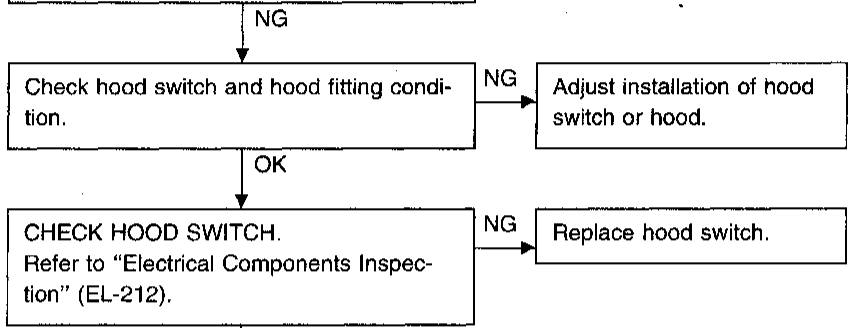 NG
Check hood switch and hood fitting condi-
tion.
NG
Adjust installation of hood
switch or hood.
OK
CHECK HOOD SWITCH.
Refer to “Electrical Components Inspec-
tion” (EL-212).
NG
Replace hood switch.